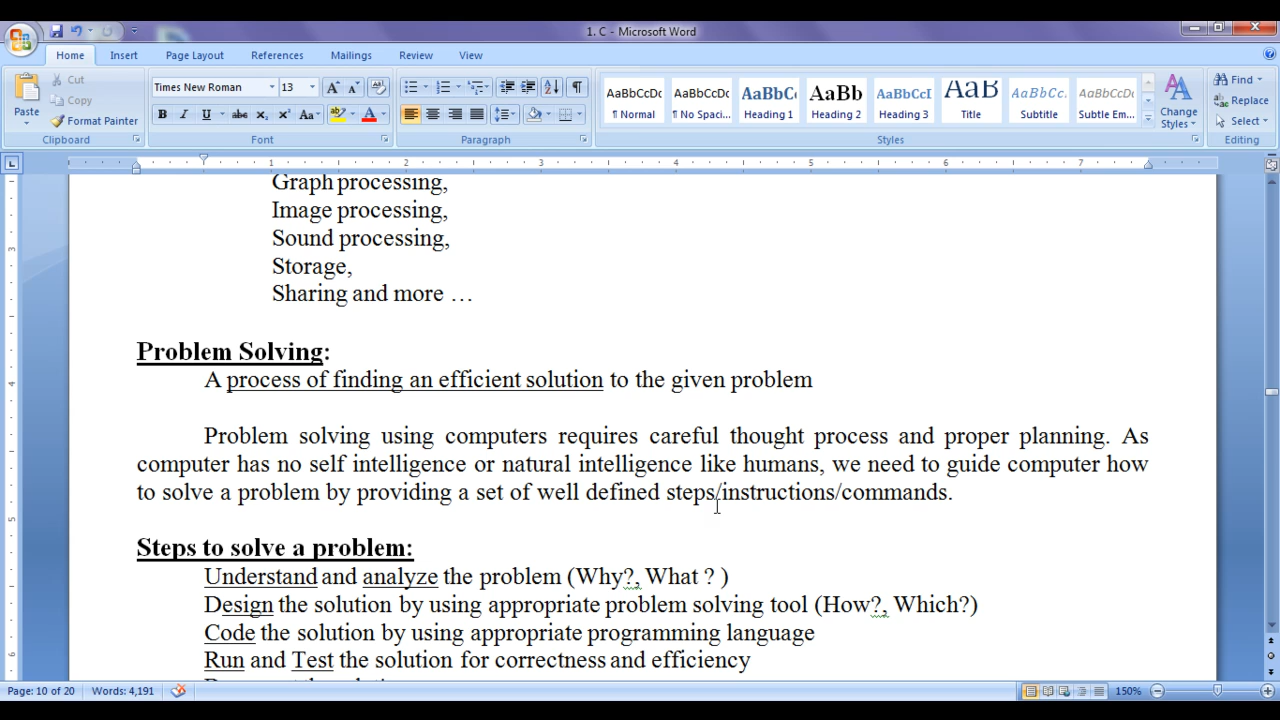 1. C - Microsoft Word
Home Insert Page Layout References Mailings Review View
Paste
Cut
Copy
Format Painter
Clipboard
Times New Roman 13
Font
Paragraph
AaBbCcDc AaBbCcDc AaBbC AaBb AaBbCcI AaB AaBbCc. AaBbCcDc
¶ Normal ¶ No Spaci... Heading 1 Heading 2 Heading 3 Title Subtitle Subtle Em...
Change Styles
Styles
Find
Replace
Select
Editing
1 2 3 4 5 6 7
Graph processing,
Image processing,
Sound processing,
Storage,
Sharing and more …
Problem Solving:
A process of finding an efficient solution to the given problem
Problem solving using computers requires careful thought process and proper planning. As
computer has no self intelligence or natural intelligence like humans, we need to guide computer how
to solve a problem by providing a set of well defined steps/instructions/commands.
Steps to solve a problem:
Understand and analyze the problem (Why?, What ? )
Design the solution by using appropriate problem solving tool (How?, Which?)
Code the solution by using appropriate programming language
Run and Test the solution for correctness and efficiency
Page: 10 of 20 Words: 4,191 150%